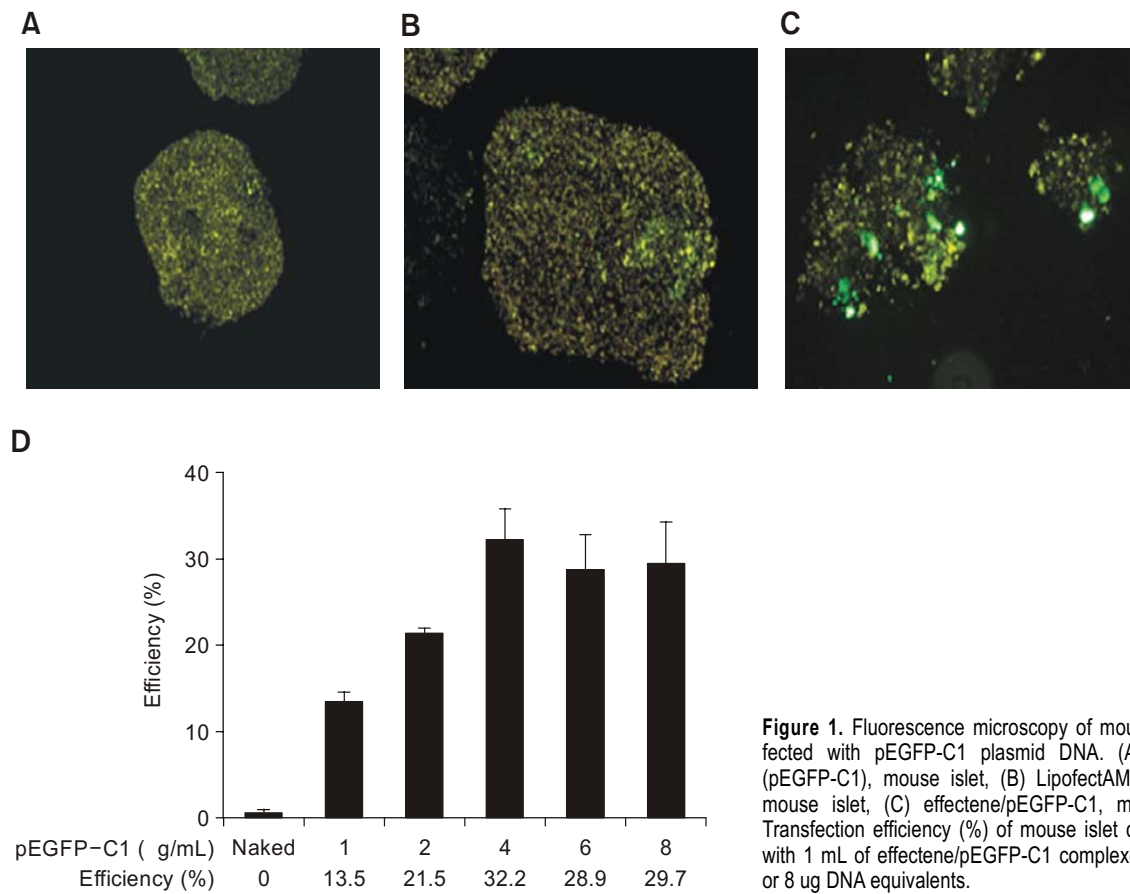 A
B
C
D
40
30
20
10
0
Efficiency (%)
pEGFP−C1 ( g/mL) Naked 1 2 4 6 8
Efficiency (%) 0 13.5 21.5 32.2 28.9 29.7
Figure 1. Fluorescence microscopy of mou
fected with pEGFP-C1 plasmid DNA. (A
(pEGFP-C1), mouse islet, (B) LipofectAM
mouse islet, (C) effectene/pEGFP-C1, m
Transfection efficiency (%) of mouse islet c
with 1 mL of effectene/pEGFP-C1 complexi
or 8 ug DNA equivalents.